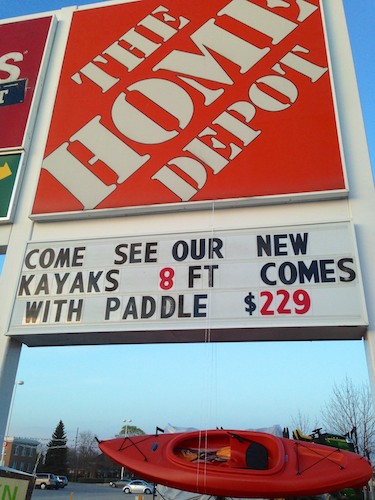 THE
HOME
DEPOT
COME SEE OUR NEW
KAYAKS 8 FT COMES
WITH PADDLE $229